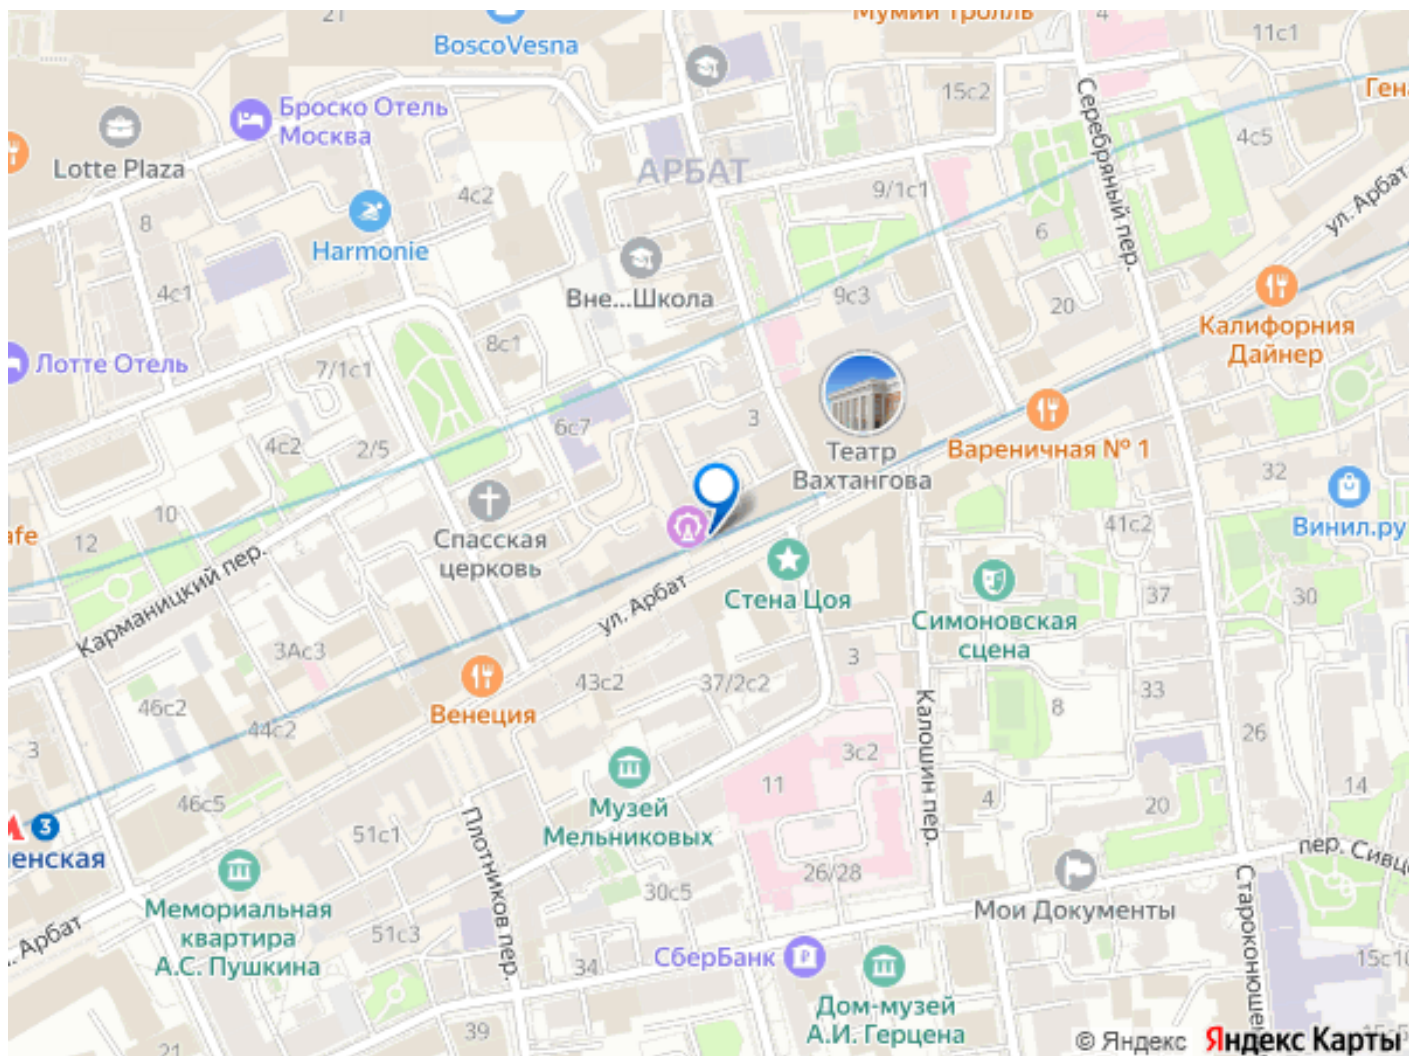 21
BoscoVesna
Мумий Тролль
4
11с1
Броско Отель
Москва
Lotte Plaza
15с2
Серебряный пер.
4с5
АРБАТ
4с2
9/1с1
ул. Арбат
8
Harmonie
6
Вне...Школа
4с1
9с3
20
Калифорния
Дайнер
8с1
Лотте Отель
7/1с1
6с7
3
4с2
2/5
Театр
Вахтангова
Вареничная № 1
32
10
Винил.ру
41с2
12
Спасская
церковь
Карманицкий пер.
ул. Арбат
Стена Цоя
37
30
Симоновская
сцена
3Ас3
3
43с2
37/2с2
33
46с2
Венеция
44с2
8
26
3
Калошин пер.
3с2
11
14
46с5
4
20
Музей
Мельниковых
3
51с1
Плотников пер.
26/28
30с5
Мои Документы
Мемориальная
квартира
А.С. Пушкина
51с3
СберБанк
34
Дом-музей
А.И. Герцена
39
21
© Яндекс
Яндекс Карты